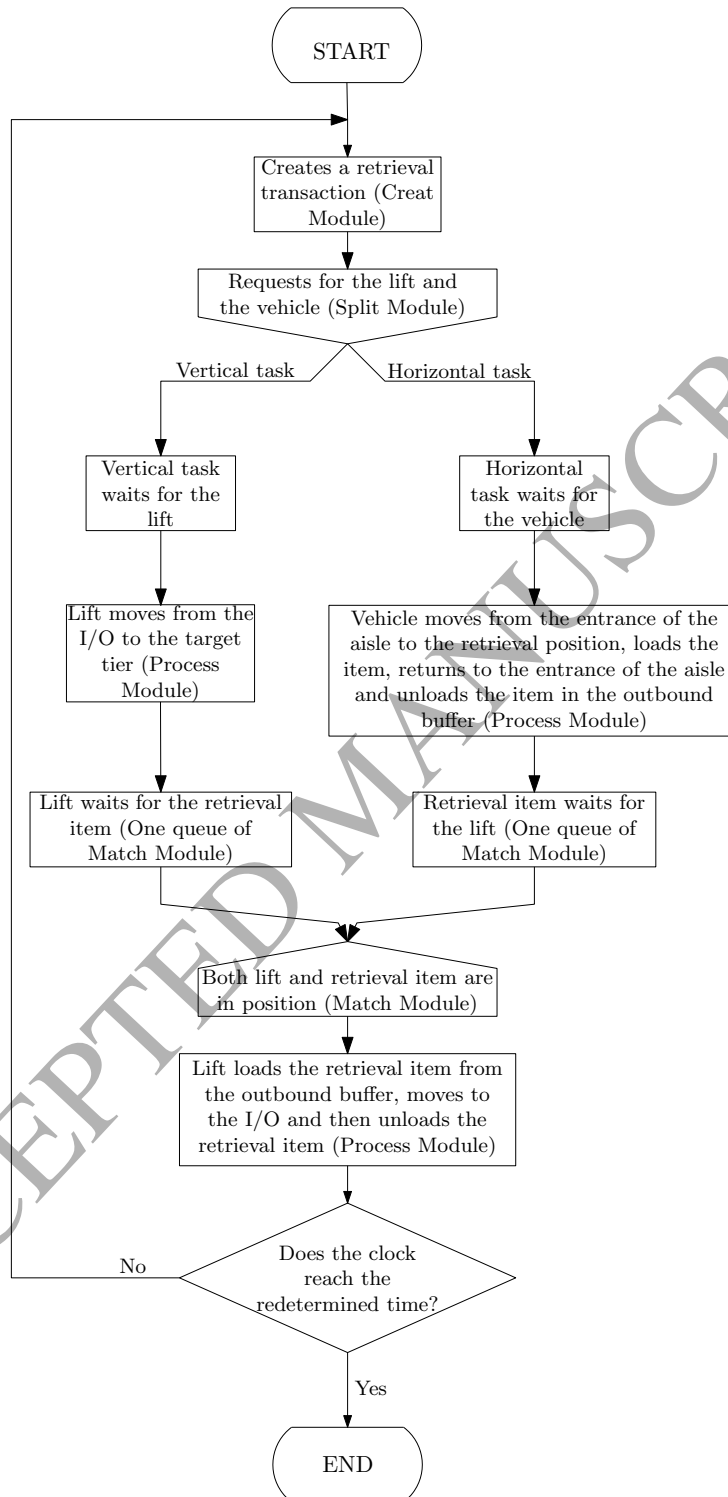 START
Creates a retrieval
transaction (Creat
Module)
Requests for the lift and
the vehicle (Split Module)
Vertical task
Horizontal task
Vertical task
waits for the
lift
Horizontal
task waits for
the vehicle
Lift moves from the
I/O to the target
tier (Process
Module)
Vehicle moves from the entrance of the
aisle to the retrieval position, loads the
item, returns to the entrance of the aisle
and unloads the item in the outbound
buffer (Process Module)
Lift waits for the retrieval
item (One queue of
Match Module)
Retrieval item waits for
the lift (One queue of
Match Module)
Both lift and retrieval item are
in position (Match Module)
Lift loads the retrieval item from
the outbound buffer, moves to
the I/O and then unloads the
retrieval item (Process Module)
Does the clock
reach the
redetermined time?
No
Yes
END
CEPTED MANUSCR